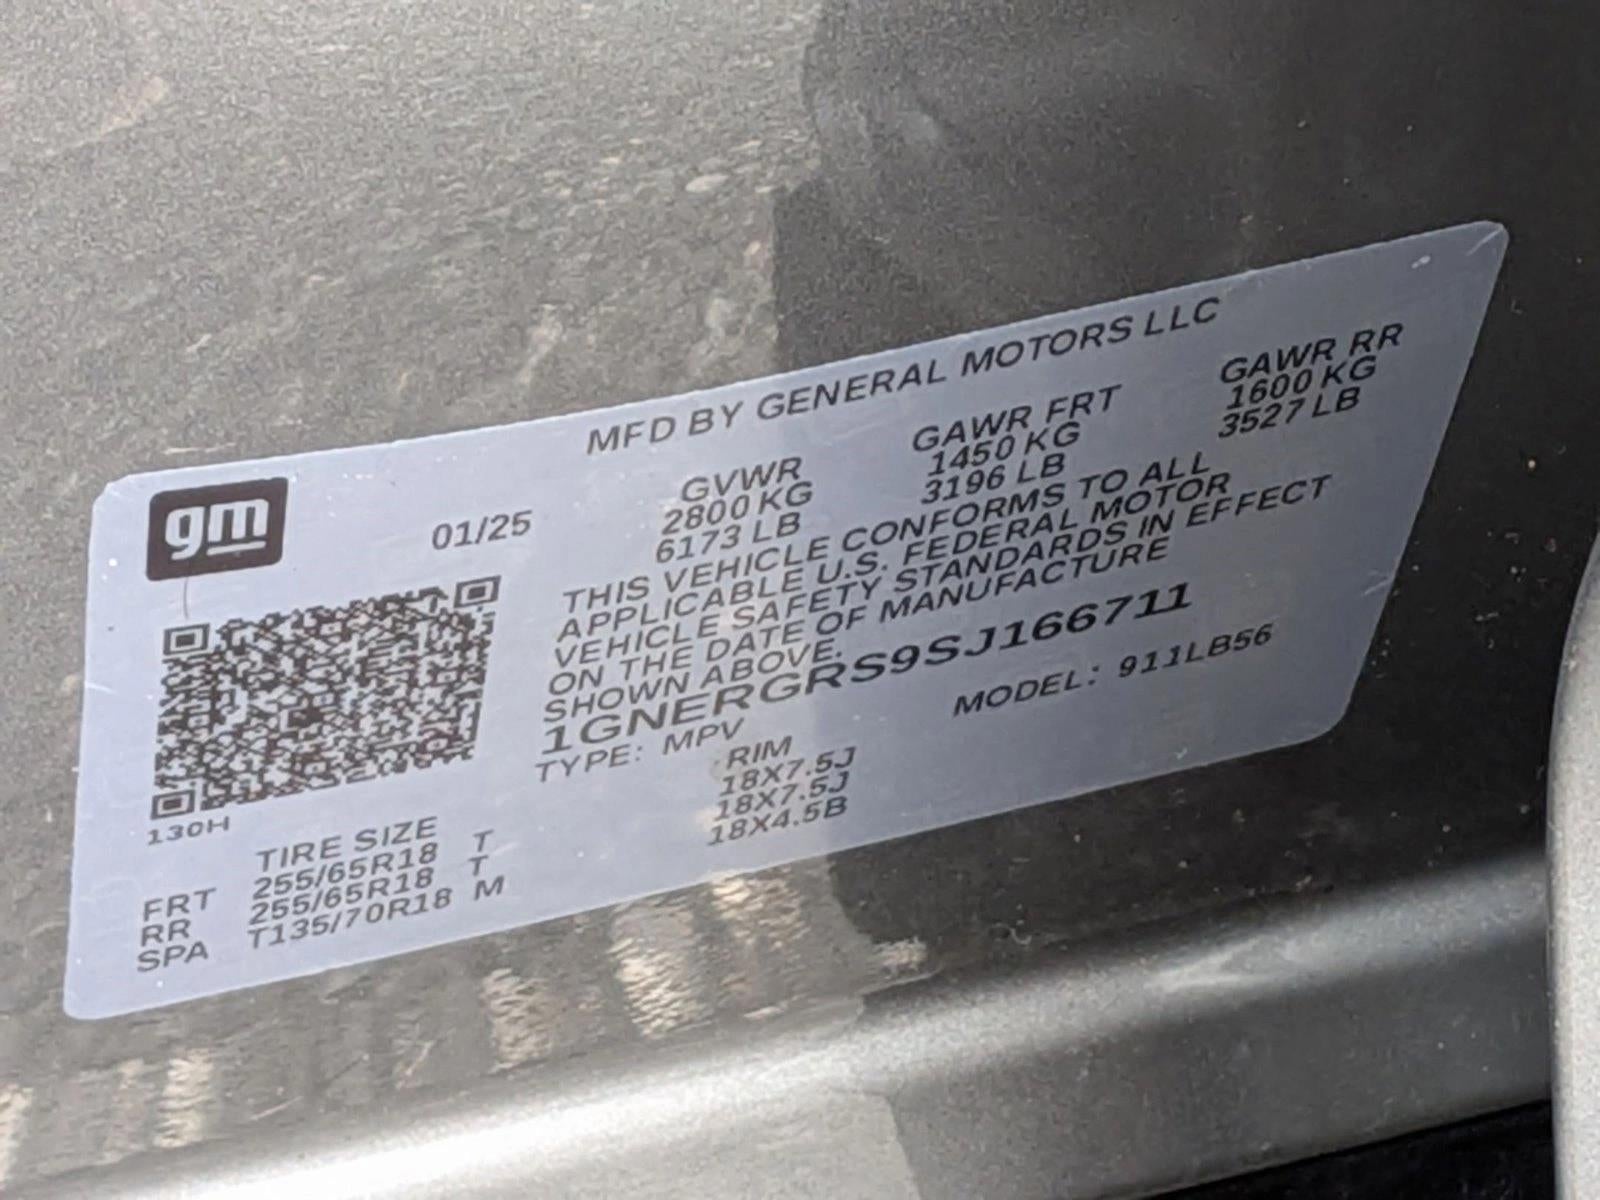 MFD BY GENERAL MOTORS LLC
gm
01/25
GVWR GAWR FRT GAWR RR
2800 KG 1450 KG 1600 KG
6173 LB 3196 LB 3527 LB
THIS VEHICLE CONFORMS TO ALL
APPLICABLE U.S. FEDERAL MOTOR
VEHICLE SAFETY STANDARDS IN EFFECT
ON THE DATE OF MANUFACTURE
SHOWN ABOVE.
1GNERGRS9SJ166711
TYPE: MPV MODEL: 911LB56
130H
TIRE SIZE RIM
FRT 255/65R18 T 18X7.5J
RR 255/65R18 T 18X7.5J
SPA T135/70R18 M 18X4.5B